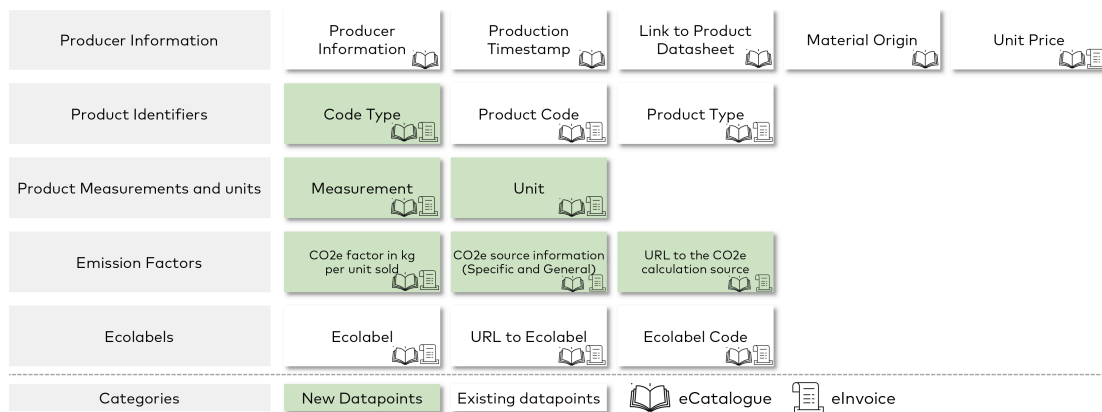 Producer Information
Producer
Information
Production
Timestamp
Link to Product
Datasheet
Material Origin
Unit Price
Product Identifiers
Code Type
Product Code
Product Type
Product Measurements and units
Measurement
Unit
Emission Factors
CO2e factor in kg
per unit sold
CO2e source information
(Specific and General)
URL to the CO2e
calculation source
Ecolabels
Ecolabel
URL to Ecolabel
Ecolabel Code
Categories
New Datapoints
Existing datapoints
eCatalogue
eInvoice